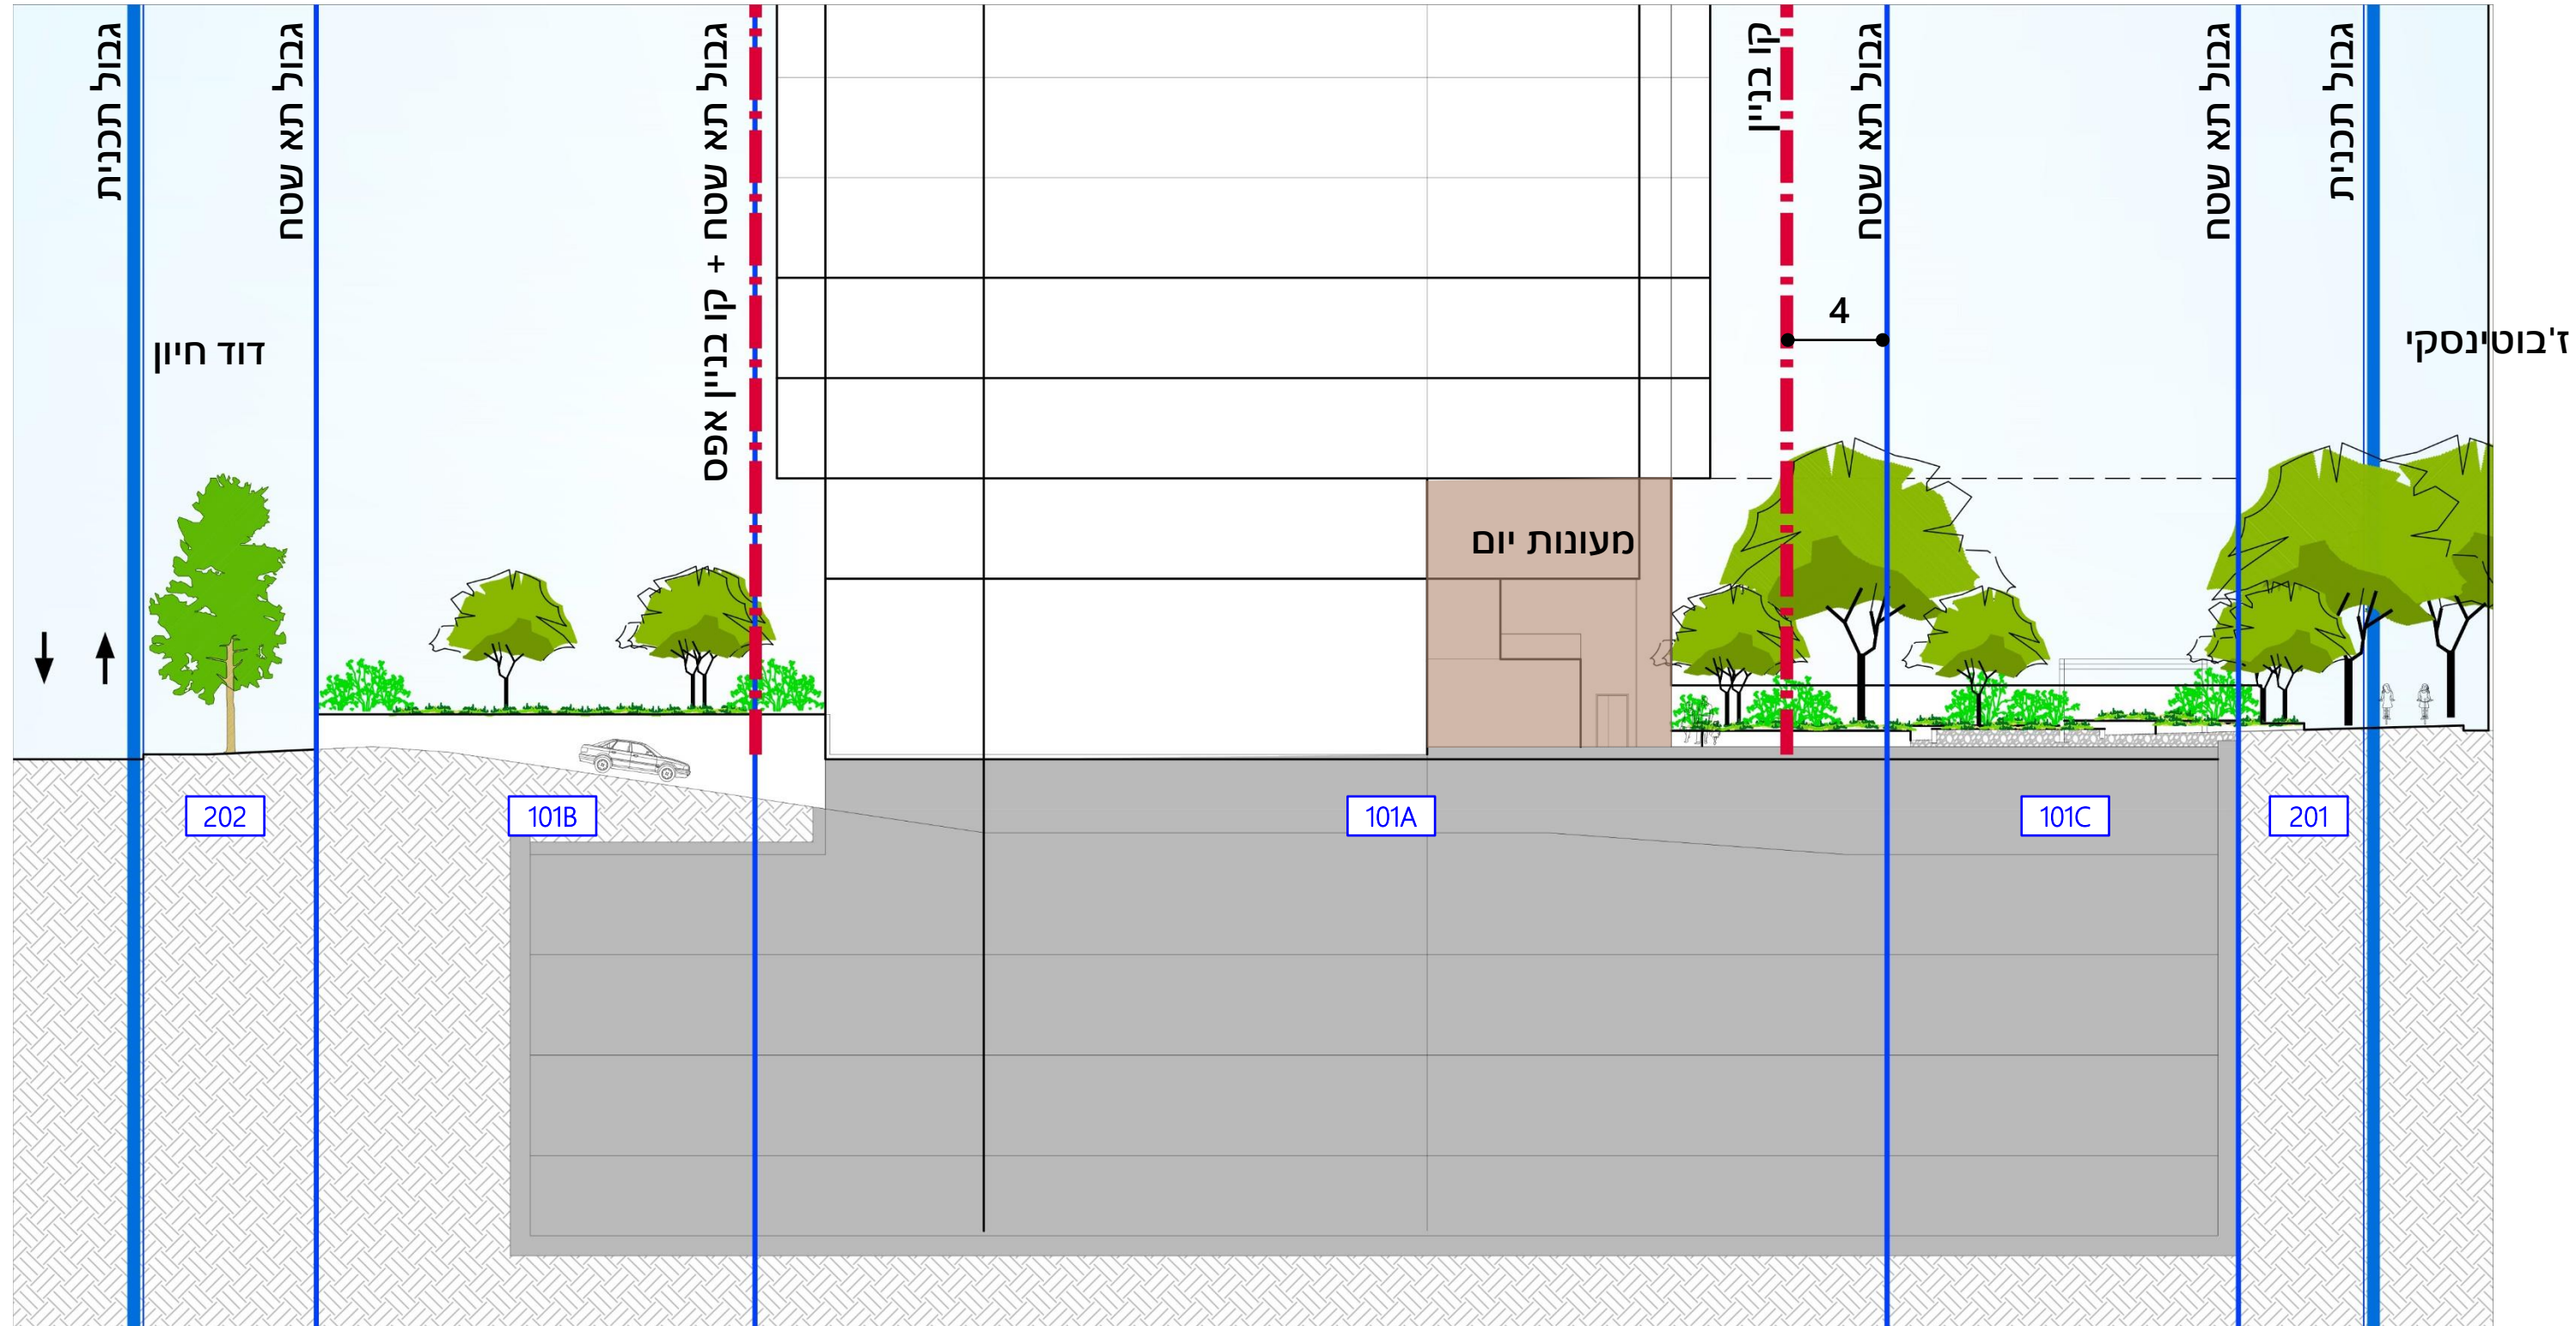 גבול תכנית
גבול תא שטח
גבול תא שטח + קו בניין אפס
קו בניין
גבול תא שטח
גבול תא שטח
גבול תכנית
4
דוד חיון
ז'בוטינסקי
מעונות יום
202
101B
101A
101C
201